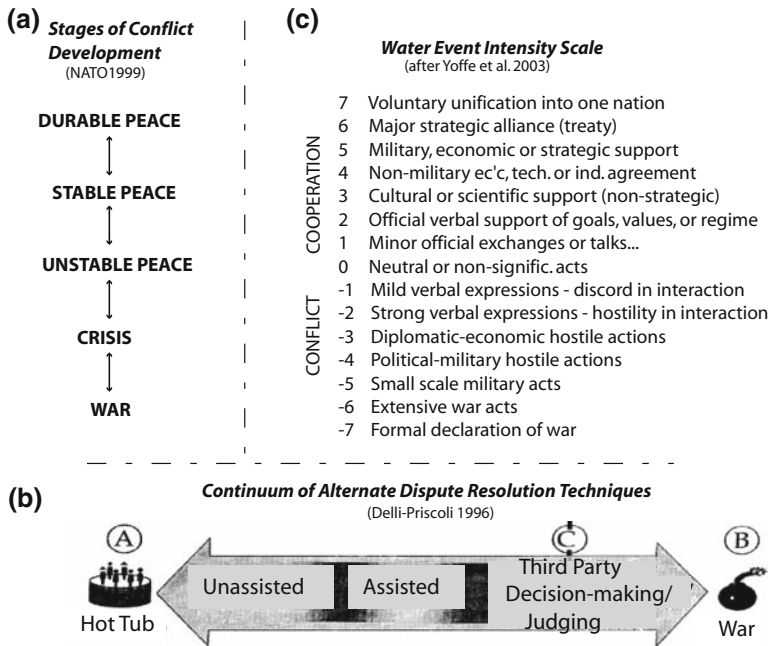 (a) Stages of Conflict
Development
(NATO1999)
DURABLE PEACE
STABLE PEACE
UNSTABLE PEACE
CRISIS
WAR
(c)
Water Event Intensity Scale
(after Yoffe et al. 2003)
COOPERATION
CONFLICT
7 Voluntary unification into one nation
6 Major strategic alliance (treaty)
5 Military, economic or strategic support
4 Non-military ec'c, tech. or ind. agreement
3 Cultural or scientific support (non-strategic)
2 Official verbal support of goals, values, or regime
1 Minor official exchanges or talks...
0 Neutral or non-signific. acts
-1 Mild verbal expressions - discord in interaction
-2 Strong verbal expressions - hostility in interaction
-3 Diplomatic-economic hostile actions
-4 Political-military hostile actions
-5 Small scale military acts
-6 Extensive war acts
-7 Formal declaration of war
(b)
Continuum of Alternate Dispute Resolution Techniques
(Delli-Priscoli 1996)
A
C
B
Unassisted
Assisted
Third Party
Decision-making/
Judging
Hot Tub
War